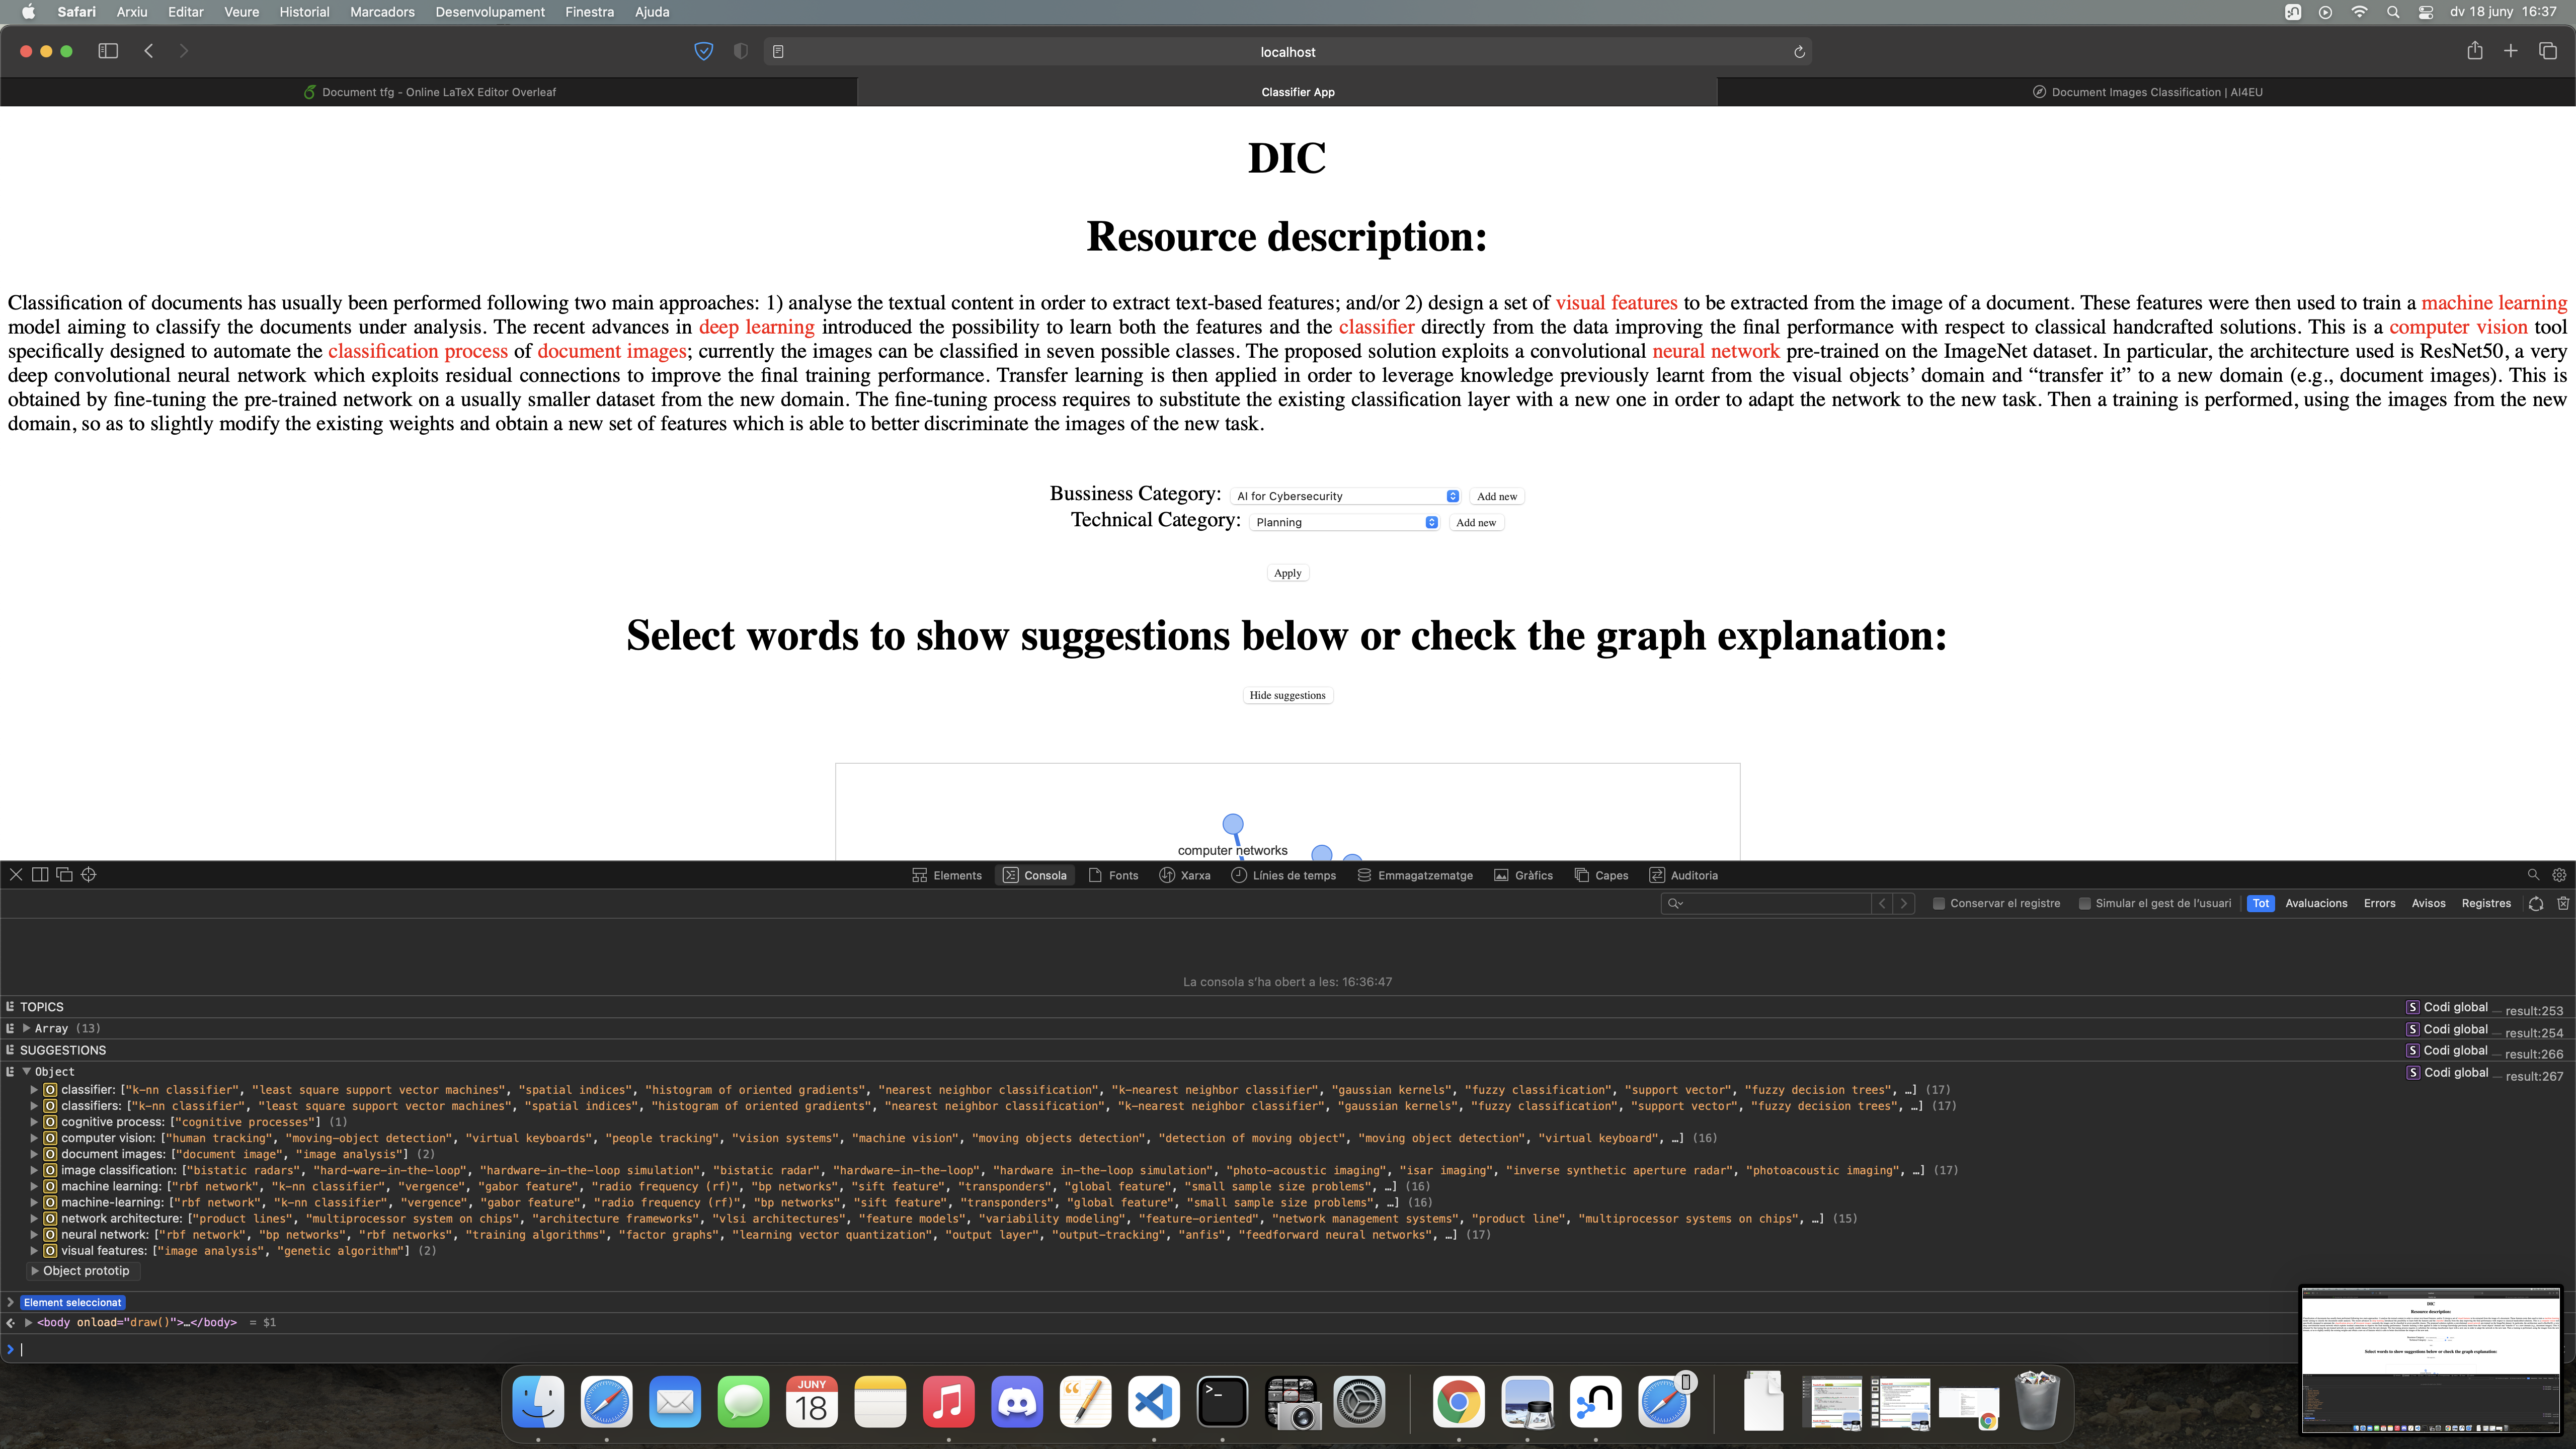 Safari Arxiu Editar Veure Historial Marcadors Desenvolupament Finestra Ajuda dv 18 juny 16:37
localhost
Document tfg - Online LaTeX Editor Overleaf Classifier App Document Images Classification | AI4EU
DIC
Resource description:
Classification of documents has usually been performed following two main approaches: 1) analyse the textual content in order to extract text-based features; and/or 2) design a set of visual features to be extracted from the image of a document. These features were then used to train a machine learning
model aiming to classify the documents under analysis. The recent advances in deep learning introduced the possibility to learn both the features and the classifier directly from the data improving the final performance with respect to classical handcrafted solutions. This is a computer vision tool
specifically designed to automate the classification process of document images; currently the images can be classified in seven possible classes. The proposed solution exploits a convolutional neural network pre-trained on the ImageNet dataset. In particular, the architecture used is ResNet50, a very
deep convolutional neural network which exploits residual connections to improve the final training performance. Transfer learning is then applied in order to leverage knowledge previously learnt from the visual objects’ domain and “transfer it” to a new domain (e.g., document images). This is
obtained by fine-tuning the pre-trained network on a usually smaller dataset from the new domain. The fine-tuning process requires to substitute the existing classification layer with a new one in order to adapt the network to the new task. Then a training is performed, using the images from the new
domain, so as to slightly modify the existing weights and obtain a new set of features which is able to better discriminate the images of the new task.
Bussiness Category: AI for Cybersecurity Add new
Technical Category: Planning Add new
Apply
Select words to show suggestions below or check the graph explanation:
Hide suggestions
computer networks
Elements Consola Fonts Xarxa Línies de temps Emmagatzematge Gràfics Capes Auditoria
Conservar el registre Simular el gest de l’usuari Tot Avaluacions Errors Avisos Registres
La consola s’ha obert a les: 16:36:47
TOPICS S Codi global — result:253
Array (13) S Codi global — result:254
SUGGESTIONS S Codi global — result:266
Object S Codi global — result:267
O classifier: ["k-nn classifier", "least square support vector machines", "spatial indices", "histogram of oriented gradients", "nearest neighbor classification", "k-nearest neighbor classifier", "gaussian kernels", "fuzzy classification", "support vector", "fuzzy decision trees", …] (17)
O classifiers: ["k-nn classifier", "least square support vector machines", "spatial indices", "histogram of oriented gradients", "nearest neighbor classification", "k-nearest neighbor classifier", "gaussian kernels", "fuzzy classification", "support vector", "fuzzy decision trees", …] (17)
O cognitive process: ["cognitive processes"] (1)
O computer vision: ["human tracking", "moving-object detection", "virtual keyboards", "people tracking", "vision systems", "machine vision", "moving objects detection", "detection of moving object", "moving object detection", "virtual keyboard", …] (16)
O document images: ["document image", "image analysis"] (2)
O image classification: ["bistatic radars", "hard-ware-in-the-loop", "hardware-in-the-loop simulation", "bistatic radar", "hardware-in-the-loop", "hardware in-the-loop simulation", "photo-acoustic imaging", "isar imaging", "inverse synthetic aperture radar", "photoacoustic imaging", …] (17)
O machine learning: ["rbf network", "k-nn classifier", "vergence", "gabor feature", "radio frequency (rf)", "bp networks", "sift feature", "transponders", "global feature", "small sample size problems", …] (16)
O machine-learning: ["rbf network", "k-nn classifier", "vergence", "gabor feature", "radio frequency (rf)", "bp networks", "sift feature", "transponders", "global feature", "small sample size problems", …] (16)
O network architecture: ["product lines", "multiprocessor system on chips", "architecture frameworks", "vlsi architectures", "feature models", "variability modeling", "feature-oriented", "network management systems", "product line", "multiprocessor systems on chips", …] (15)
O neural network: ["rbf network", "bp networks", "rbf networks", "training algorithms", "factor graphs", "learning vector quantization", "output layer", "output-tracking", "anfis", "feedforward neural networks", …] (17)
O visual features: ["image analysis", "genetic algorithm"] (2)
Object prototip
Element seleccionat
<body onload="draw()">…</body> = $1
JUNY
18
DIC
Resource description:
Select words to show suggestions below or check the graph explanation: